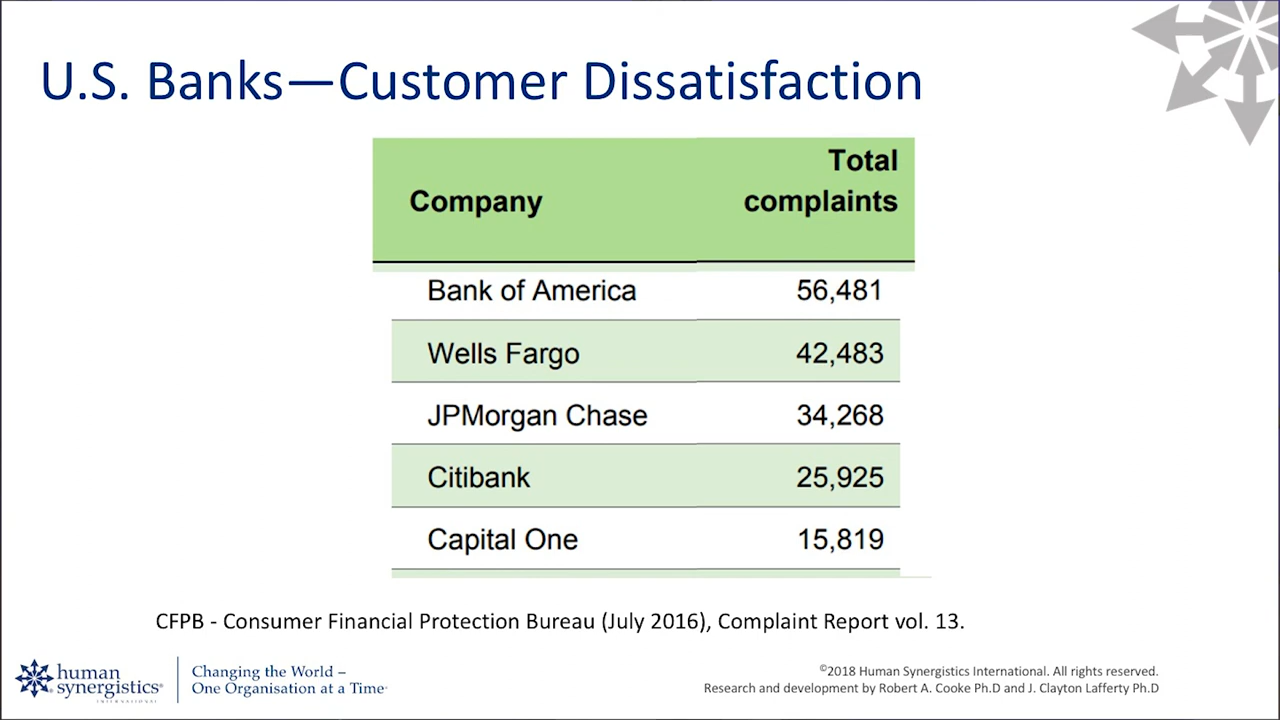 U.S. Banks—Customer Dissatisfaction
Company
Total
complaints
Bank of America 56,481
Wells Fargo 42,483
JPMorgan Chase 34,268
Citibank 25,925
Capital One 15,819
CFPB - Consumer Financial Protection Bureau (July 2016), Complaint Report vol. 13.
human
synergistics®
INTERNATIONAL
Changing the World –
One Organisation at a Time™
©2018 Human Synergistics International. All rights reserved.
Research and development by Robert A. Cooke Ph.D and J. Clayton Lafferty Ph.D